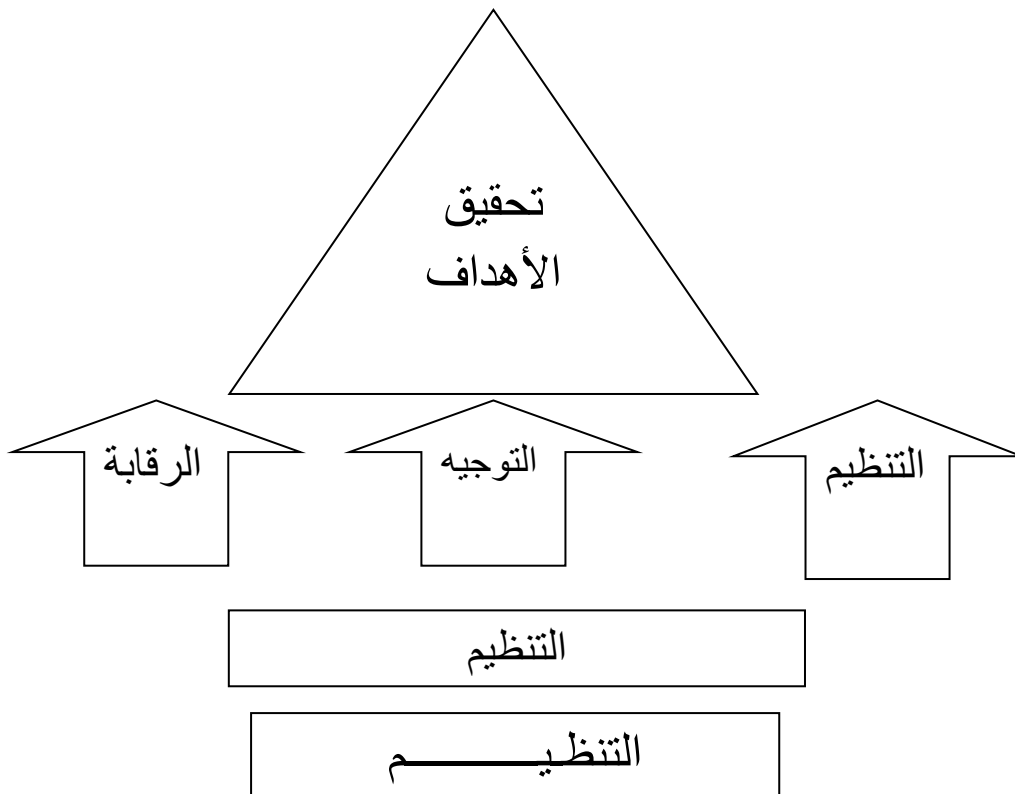 تحقيق
الأهداف
التنظيم
التوجيه
الرقابة
التنظيم
التنظيـــــــم